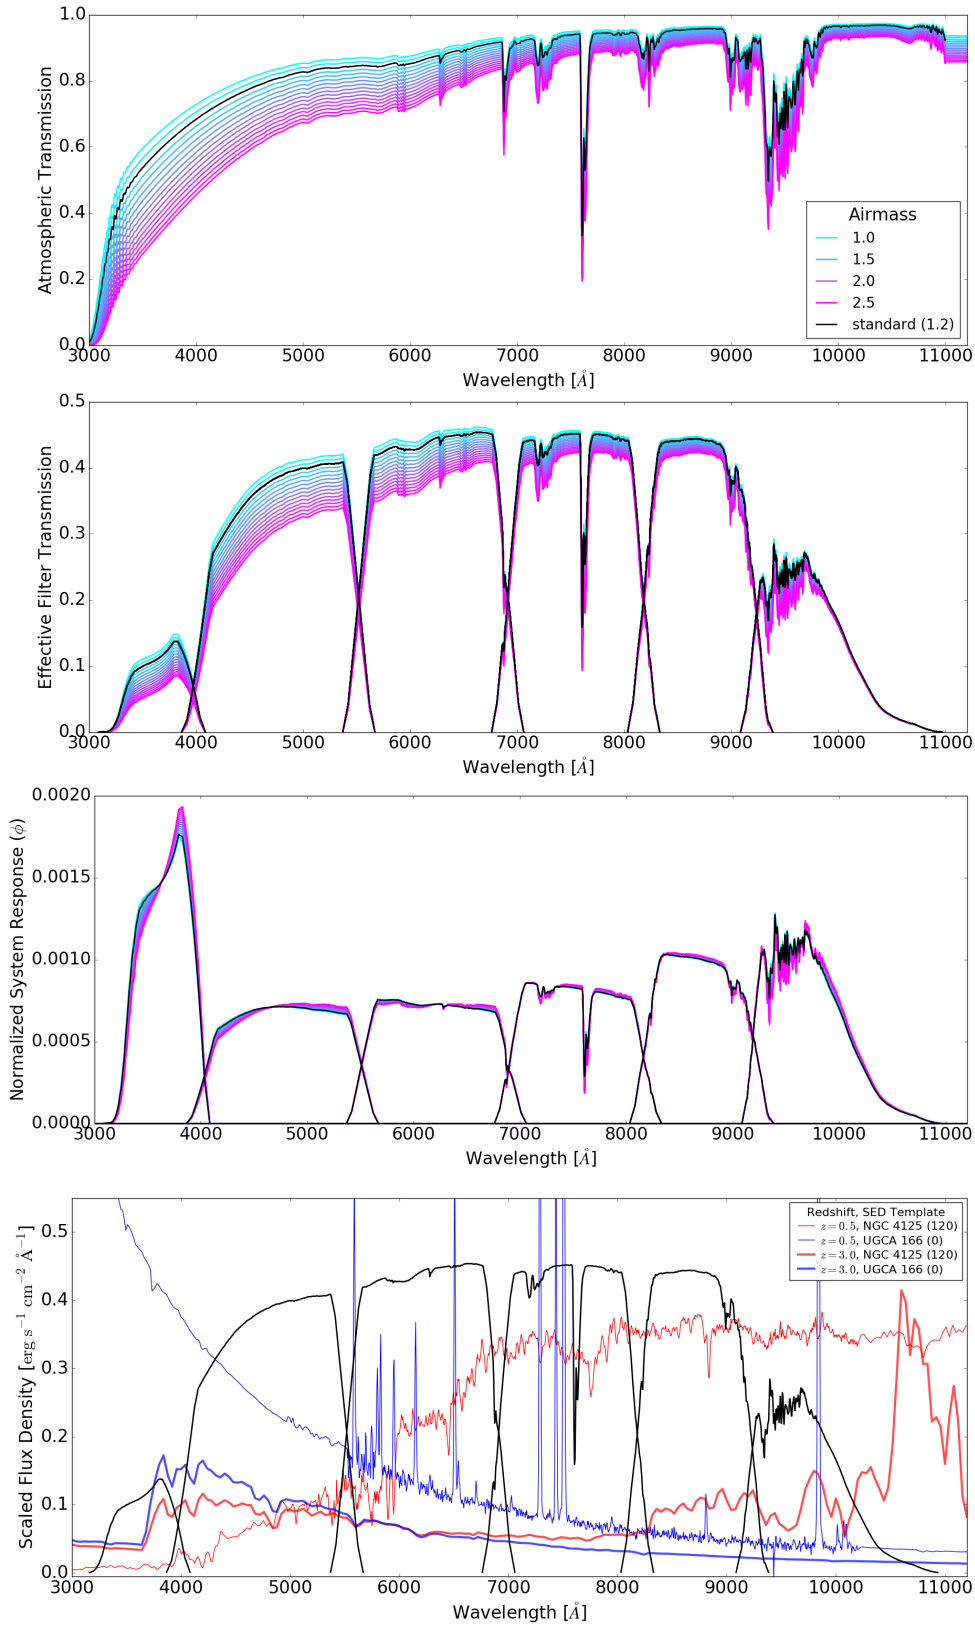 1.0
0.8
0.6
0.4
0.2
0.0
Atmospheric Transmission
Airmass
1.0
1.5
2.0
2.5
standard (1.2)
3000 4000 5000 6000 7000 8000 9000 10000 11000
Wavelength [Å]
0.5
0.4
0.3
0.2
0.1
0.0
Effective Filter Transmission
3000 4000 5000 6000 7000 8000 9000 10000 11000
Wavelength [Å]
0.0020
0.0015
0.0010
0.0005
0.0000
Normalized System Response (ϕ)
3000 4000 5000 6000 7000 8000 9000 10000 11000
Wavelength [Å]
0.5
0.4
0.3
0.2
0.1
0.0
Scaled Flux Density [erg s⁻¹ cm⁻² Å⁻¹]
Redshift, SED Template
z = 0.5, NGC 4125 (120)
z = 0.5, UGCA 166 (0)
z = 3.0, NGC 4125 (120)
z = 3.0, UGCA 166 (0)
3000 4000 5000 6000 7000 8000 9000 10000 11000
Wavelength [Å]